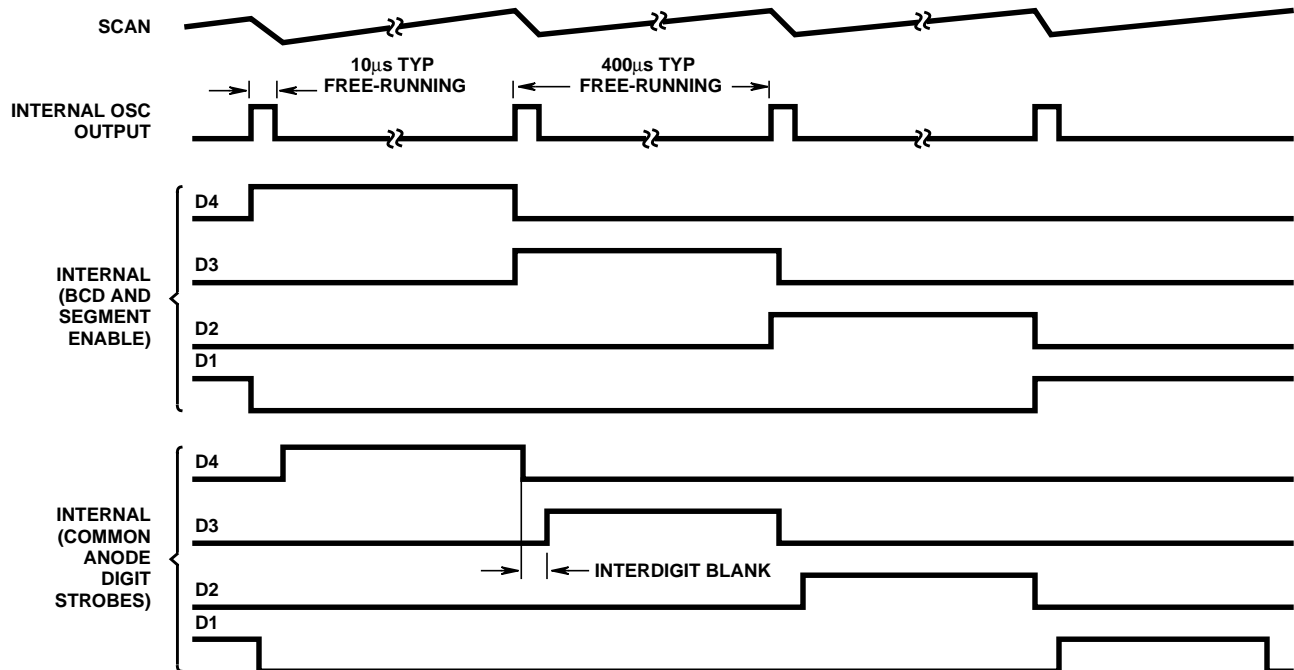 SCAN
10μs TYP
FREE-RUNNING
400μs TYP
FREE-RUNNING
INTERNAL OSC
OUTPUT
D4
D3
D2
D1
INTERNAL
(BCD AND
SEGMENT
ENABLE)
D4
D3
D2
D1
INTERNAL
(COMMON
ANODE
DIGIT
STROBES)
INTERDIGIT BLANK